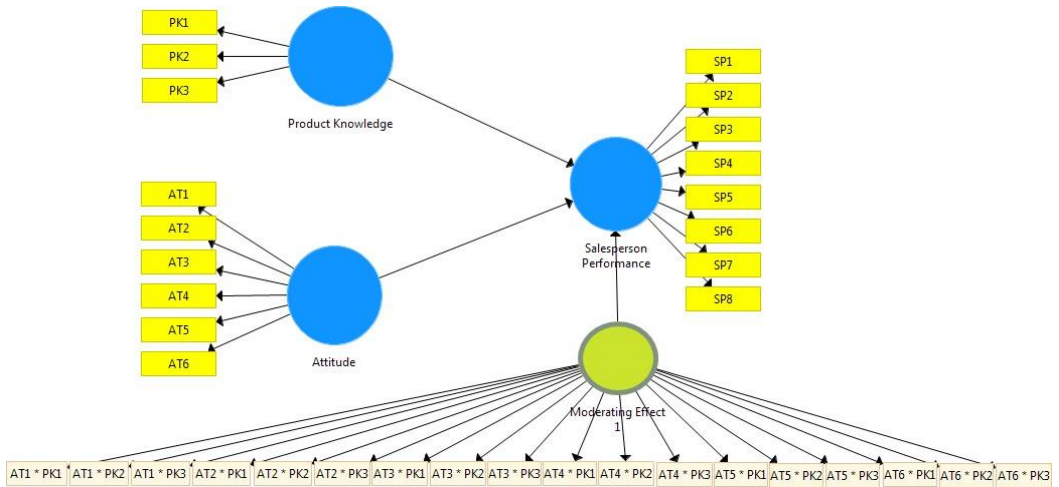 PK1
PK2
PK3
Product Knowledge
SP1
SP2
SP3
SP4
SP5
SP6
SP7
SP8
Salesperson
Performance
AT1
AT2
AT3
AT4
AT5
AT6
Attitude
Moderating Effect
1
AT1 * PK1
AT1 * PK2
AT1 * PK3
AT2 * PK1
AT2 * PK2
AT2 * PK3
AT3 * PK1
AT3 * PK2
AT3 * PK3
AT4 * PK1
AT4 * PK2
AT4 * PK3
AT5 * PK1
AT5 * PK2
AT5 * PK3
AT6 * PK1
AT6 * PK2
AT6 * PK3